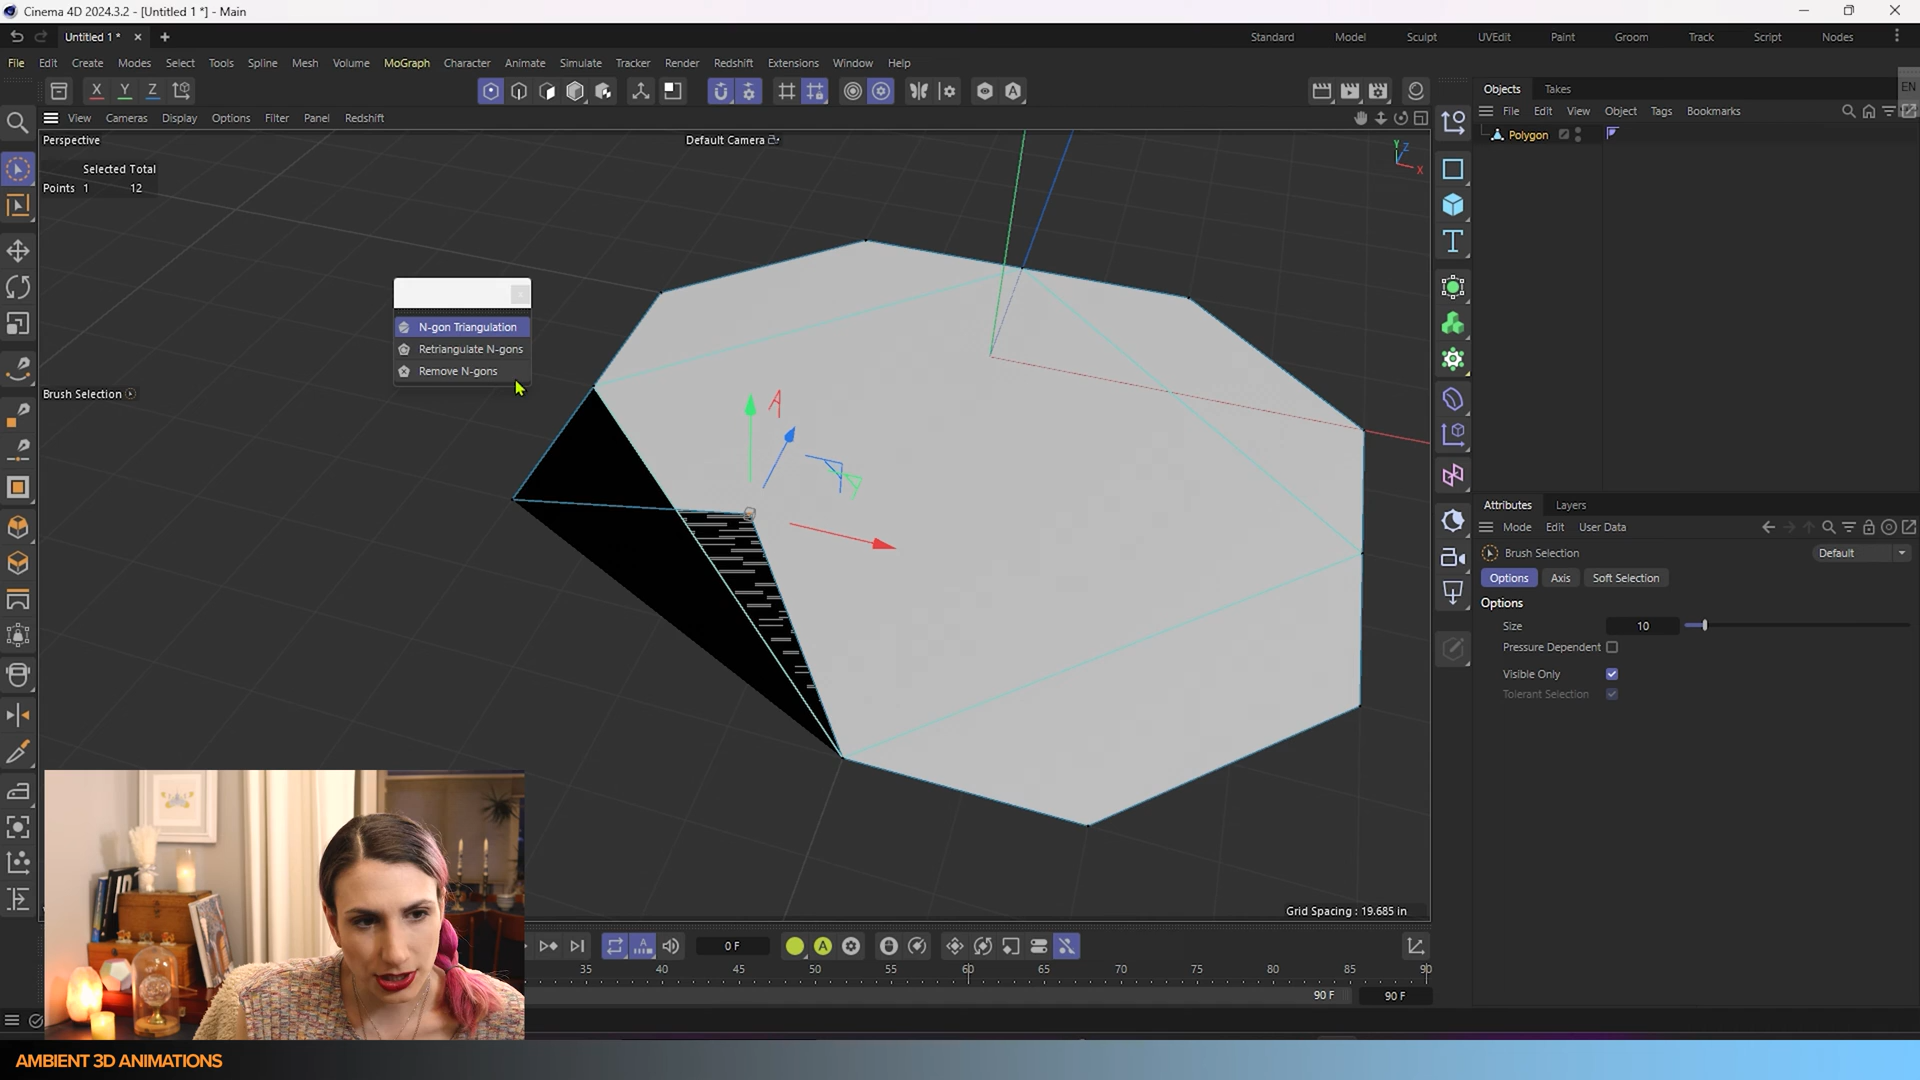 Cinema 4D 2024.3.2 - [Untitled 1 *] - Main
Untitled 1 *
Standard Model Sculpt UVEdit Paint Groom Track Script Nodes
File Edit Create Modes Select Tools Spline Mesh Volume MoGraph Character Animate Simulate Tracker Render Redshift Extensions Window Help
X Y Z
Objects Takes
EN
View Cameras Display Options Filter Panel Redshift
File Edit View Object Tags Bookmarks
Perspective
Default Camera
Polygon
Selected Total
Points 1 12
Y Z X
N-gon Triangulation
Retriangulate N-gons
Remove N-gons
Brush Selection
Attributes Layers
Mode Edit User Data
Brush Selection
Default
Options Axis Soft Selection
Options
Size 10
Pressure Dependent
Visible Only
Tolerant Selection
Grid Spacing : 19.685 in
0 F
35 40 45 50 55 60 65 70 75 80 85 90
90 F 90 F
AMBIENT 3D ANIMATIONS